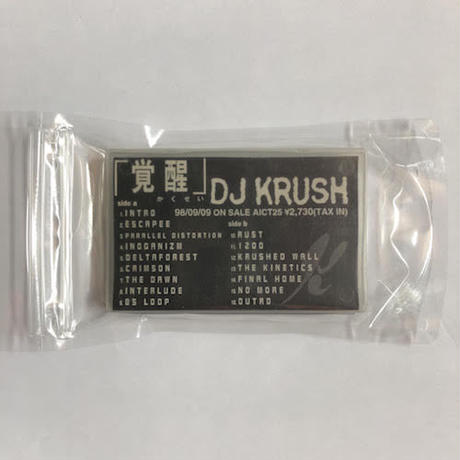 「覚醒」DJ KRUSH
かくせい
98/09/09 ON SALE AICT25 ¥2,730(TAX IN)
side a
1.INTRO
2.ESCAPEE
3.PARALLEL DISTORTION
4.INOGANIZM
5.DELTAFOREST
6.CRIMSON
7.THE DAWN
8.INTERLUDE
9.85 LOOP
side b
10.RUST
11.1200
12.KRUSHED WALL
13.THE KINETICS
14.FINAL HOME
15.NO MORE
16.OUTRO